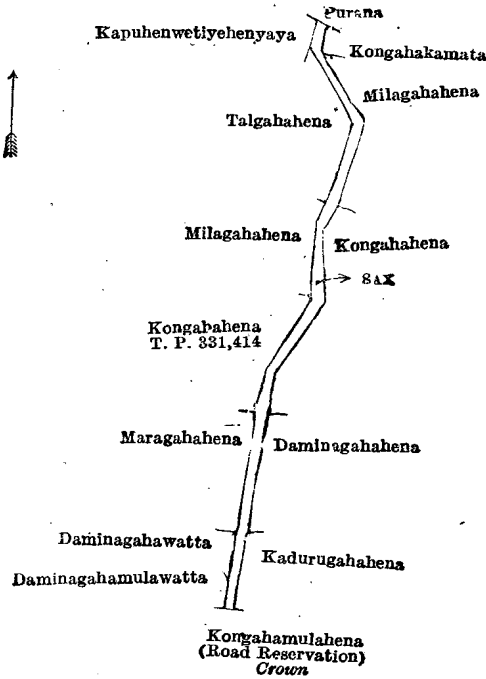 Purana
Kapuhenwetiyehenyaya
Kongahakamata
Milagahahena
Talgahahena
Milagahahena
Kongahahena
8AX
Kongahahena
T. P. 331,414
Maragahahena
Daminagahahena
Daminagahawatta
Kadurugahahena
Daminagahamulawatta
Kongahamulahena
(Road Reservation)
Crown